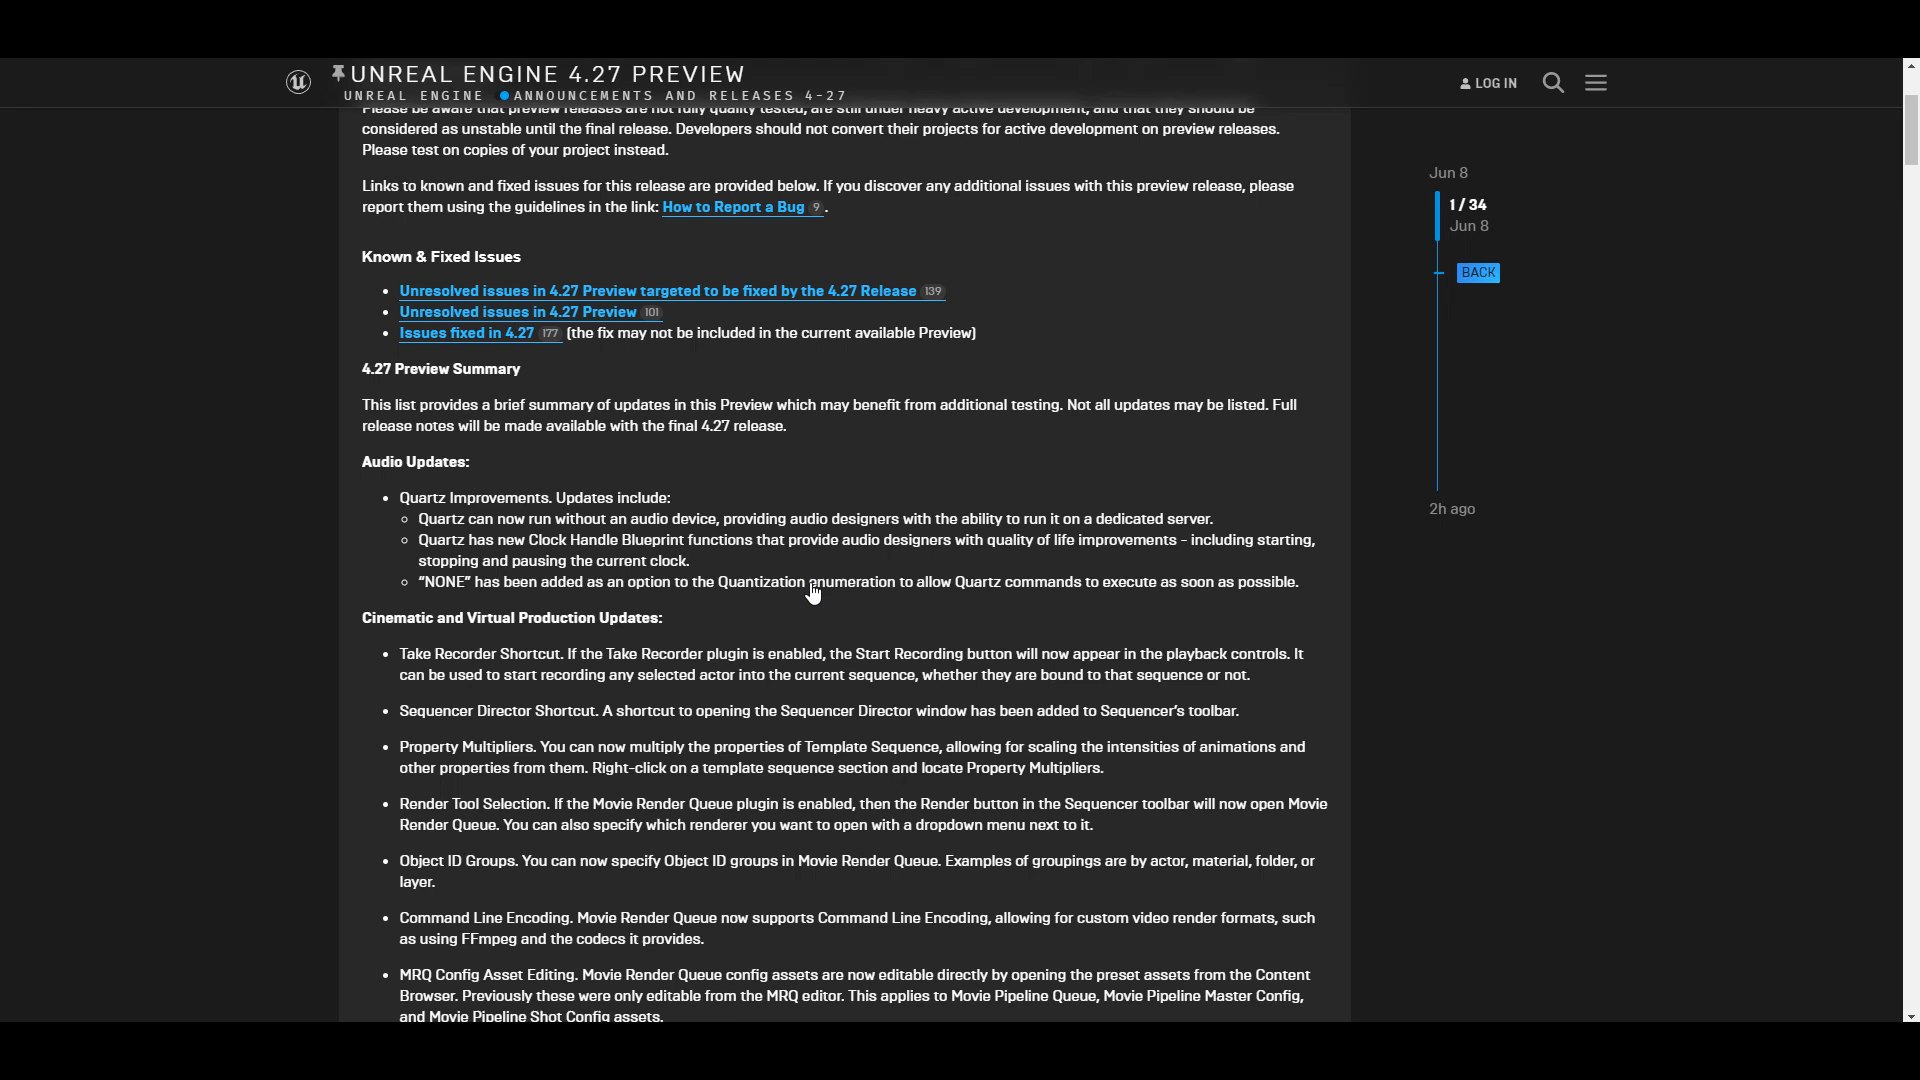 UNREAL ENGINE 4.27 PREVIEW
UNREAL ENGINE ANNOUNCEMENTS AND RELEASES 4-27
LOG IN
Please be aware that preview releases are not fully quality tested, are still under heavy active development, and that they should be
considered as unstable until the final release. Developers should not convert their projects for active development on preview releases.
Please test on copies of your project instead.
Links to known and fixed issues for this release are provided below. If you discover any additional issues with this preview release, please
report them using the guidelines in the link: How to Report a Bug 9.
Known & Fixed Issues
• Unresolved issues in 4.27 Preview targeted to be fixed by the 4.27 Release 139
• Unresolved issues in 4.27 Preview 101
• Issues fixed in 4.27 177 (the fix may not be included in the current available Preview)
4.27 Preview Summary
This list provides a brief summary of updates in this Preview which may benefit from additional testing. Not all updates may be listed. Full
release notes will be made available with the final 4.27 release.
Audio Updates:
• Quartz Improvements. Updates include:
○ Quartz can now run without an audio device, providing audio designers with the ability to run it on a dedicated server.
○ Quartz has new Clock Handle Blueprint functions that provide audio designers with quality of life improvements - including starting,
stopping and pausing the current clock.
○ “NONE” has been added as an option to the Quantization enumeration to allow Quartz commands to execute as soon as possible.
Cinematic and Virtual Production Updates:
• Take Recorder Shortcut. If the Take Recorder plugin is enabled, the Start Recording button will now appear in the playback controls. It
can be used to start recording any selected actor into the current sequence, whether they are bound to that sequence or not.
• Sequencer Director Shortcut. A shortcut to opening the Sequencer Director window has been added to Sequencer’s toolbar.
• Property Multipliers. You can now multiply the properties of Template Sequence, allowing for scaling the intensities of animations and
other properties from them. Right-click on a template sequence section and locate Property Multipliers.
• Render Tool Selection. If the Movie Render Queue plugin is enabled, then the Render button in the Sequencer toolbar will now open Movie
Render Queue. You can also specify which renderer you want to open with a dropdown menu next to it.
• Object ID Groups. You can now specify Object ID groups in Movie Render Queue. Examples of groupings are by actor, material, folder, or
layer.
• Command Line Encoding. Movie Render Queue now supports Command Line Encoding, allowing for custom video render formats, such
as using FFmpeg and the codecs it provides.
• MRQ Config Asset Editing. Movie Render Queue config assets are now editable directly by opening the preset assets from the Content
Browser. Previously these were only editable from the MRQ editor. This applies to Movie Pipeline Queue, Movie Pipeline Master Config,
and Movie Pipeline Shot Config assets.
Jun 8
1 / 34
Jun 8
BACK
2h ago